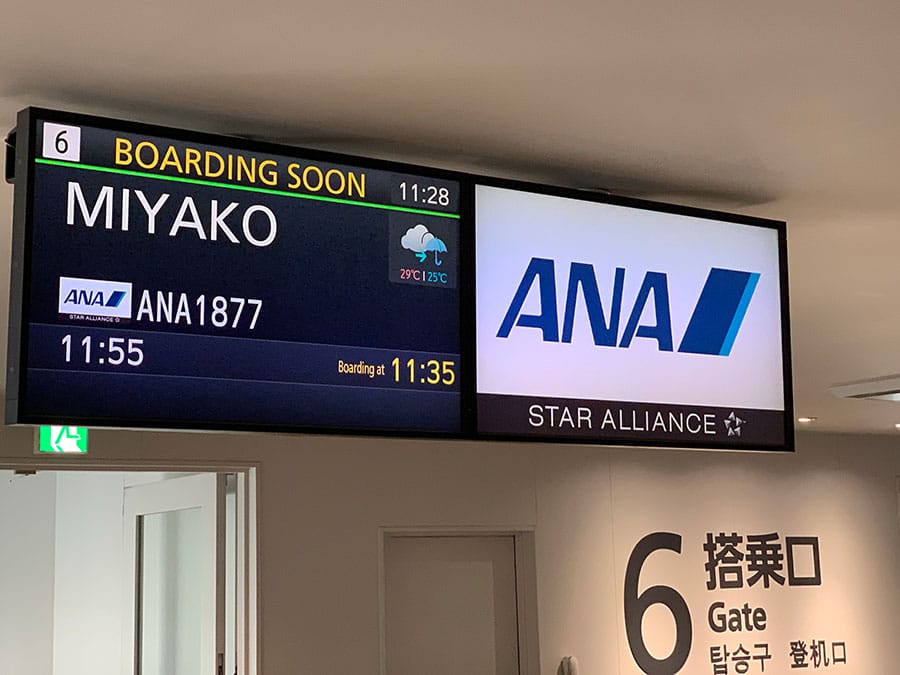 6 BOARDING SOON 11:28
MIYAKO
29℃ | 25℃
ANA
STAR ALLIANCE
ANA1877
11:55 Boarding at 11:35
ANA
STAR ALLIANCE
6 搭乗口
Gate
탑승구 登机口